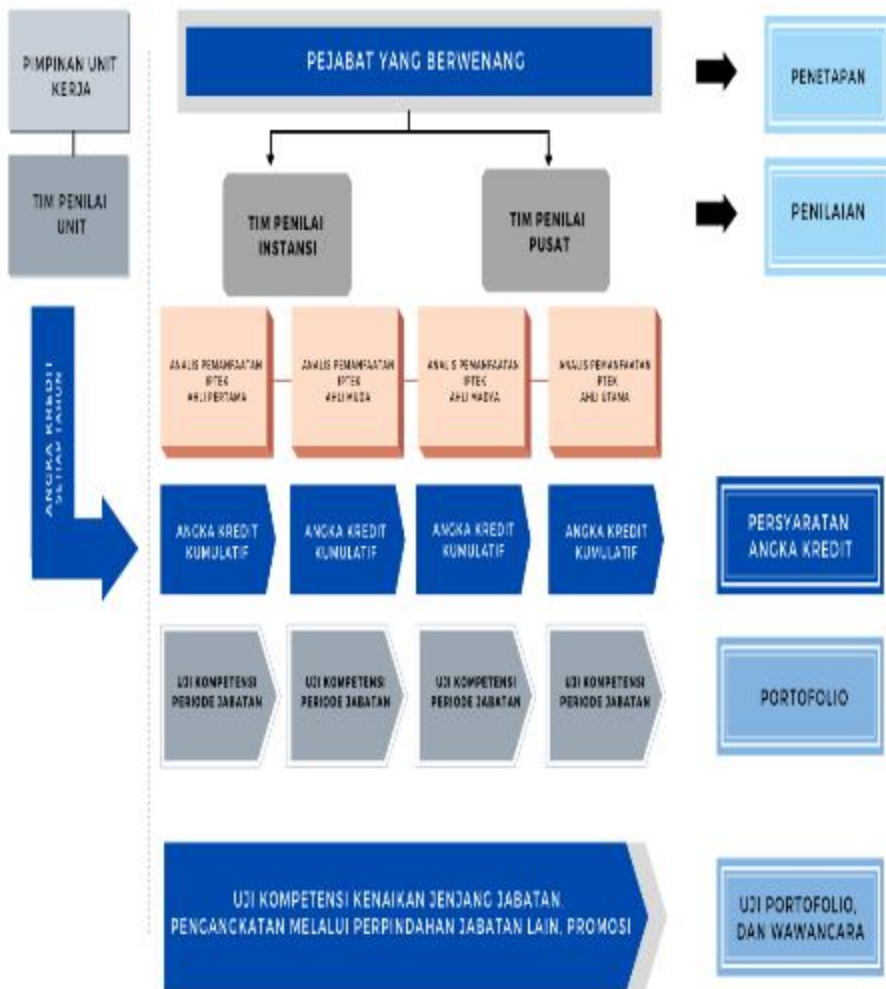 PIMPINAN UNIT
KERJA
PEJABAT YANG BERWENANG
PENETAPAN
TIM PENILAI
UNIT
TIM PENILAI
INSTANSI
TIM PENILAI
PUSAT
PENILAIAN
ANGKA KREDIT
SETIAP TAHUN
ANALIS PEMANFAATAN
IPTEK
AHLI PERTAMA
ANALIS PEMANFAATAN
IPTEK
AHLI MUDA
ANALIS PEMANFAATAN
IPTEK
AHLI MADYA
ANALIS PEMANFAATAN
PTEK
AHLI UTAMA
ANGKA KREDIT
KUMULATIF
ANGKA KREDIT
KUMULATIF
ANGKA KREDIT
KUMULATIF
ANGKA KREDIT
KUMULATIF
PERSYARATAN
ANGKA KREDIT
UJI KOMPETENSI
PERIODE JABATAN
UJI KOMPETENSI
PERIODE JABATAN
UJI KOMPETENSI
PERIODE JABATAN
UJI KOMPETENSI
PERIODE JABATAN
PORTOFOLIO
UJI KOMPETENSI KENAIKAN JENJANG JABATAN,
PENGANGKATAN MELALUI PERPINDAHAN JABATAN LAIN, PROMOSI
UJI PORTOFOLIO,
DAN WAWANCARA